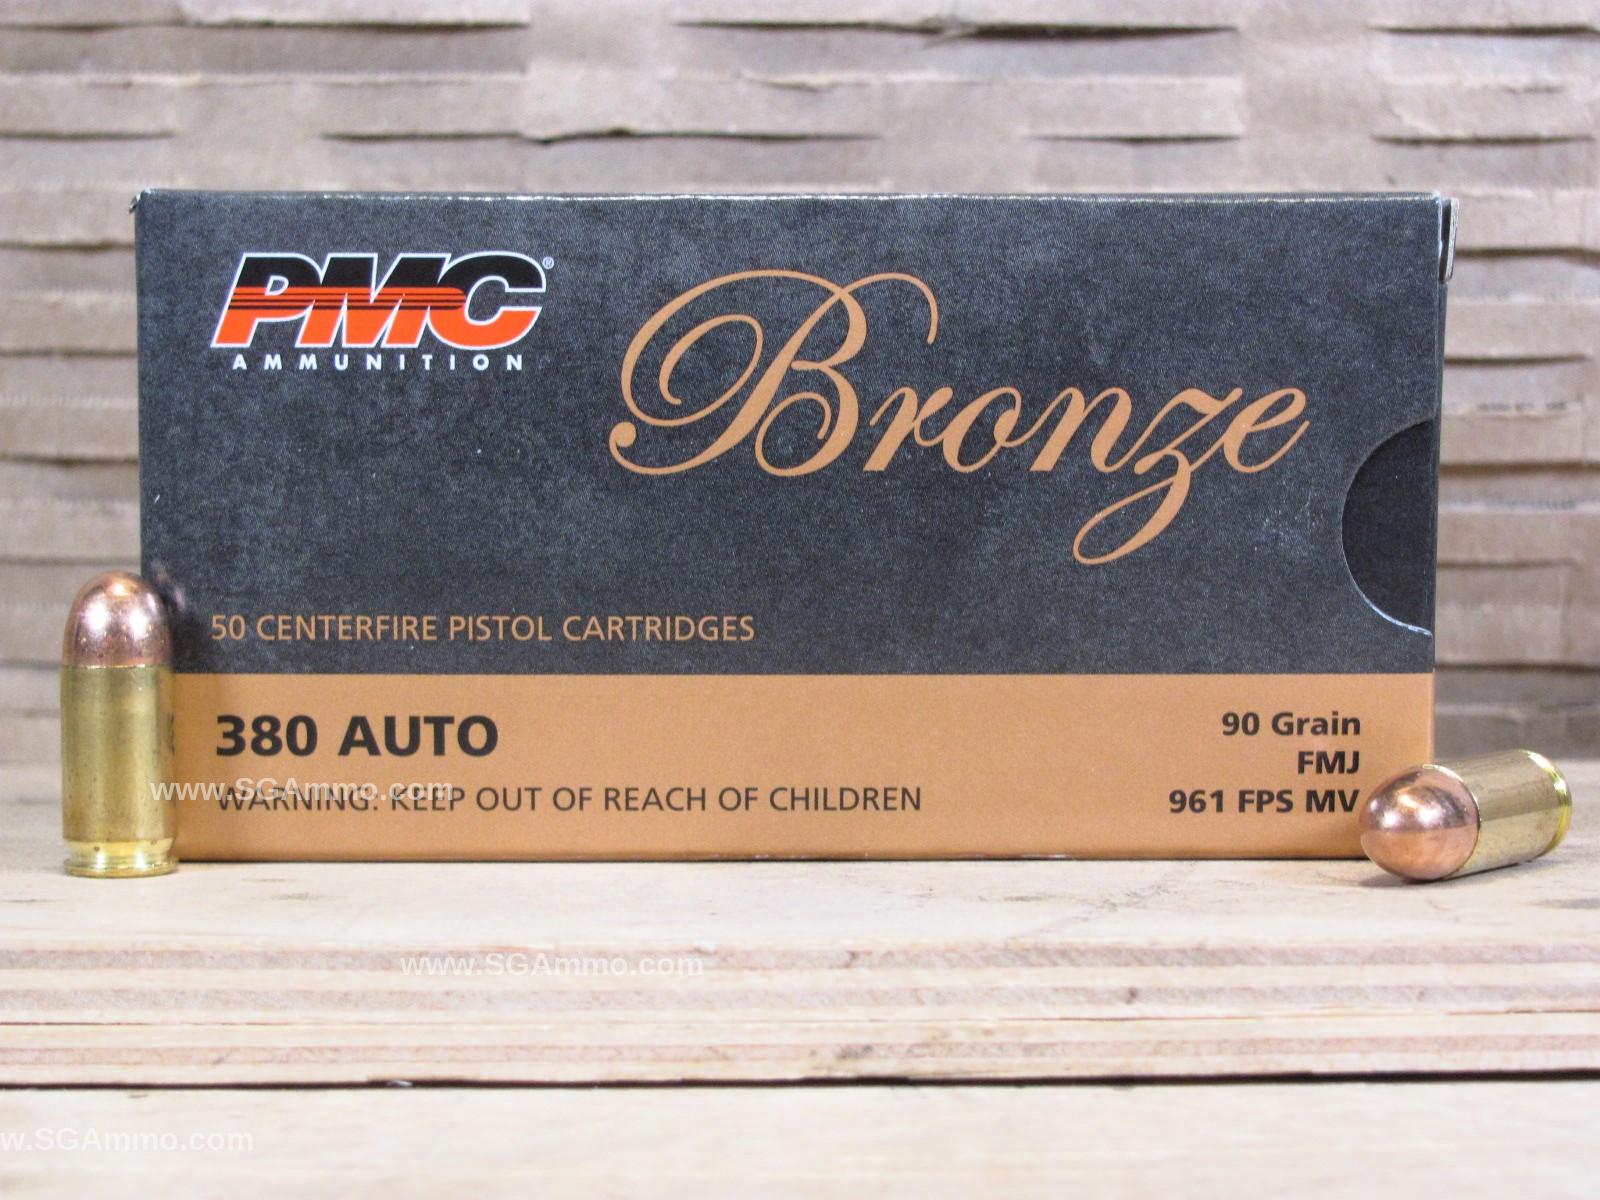 PMC®
AMMUNITION
Bronze
50 CENTERFIRE PISTOL CARTRIDGES
380 AUTO
90 Grain
FMJ
WARNING: KEEP OUT OF REACH OF CHILDREN
961 FPS MV
www.SGAmmo.com
www.SGAmmo.com
w.SGAmmo.com